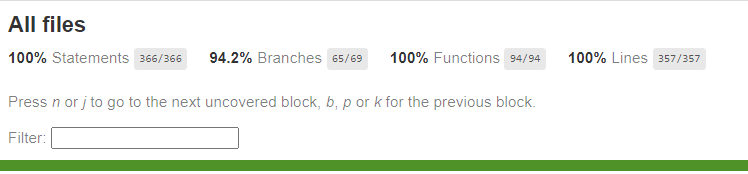 All files
100% Statements 366/366 94.2% Branches 65/69 100% Functions 94/94 100% Lines 357/357
Press n or j to go to the next uncovered block, b, p or k for the previous block.
Filter: